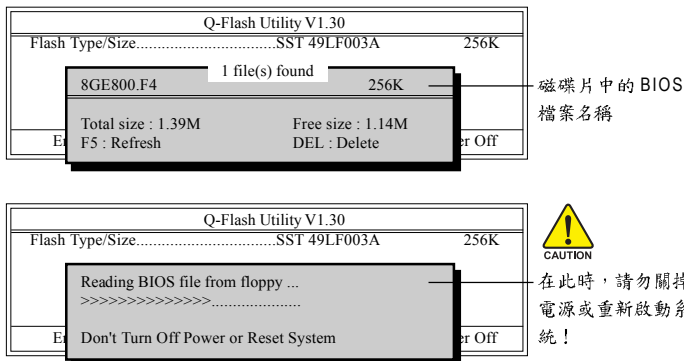 Q-Flash Utility V1.30
Flash Type/Size.................................SST 49LF003A 256K
1 file(s) found
8GE800.F4 256K
磁碟片中的 BIOS
檔案名稱
Total size : 1.39M Free size : 1.14M
F5 : Refresh DEL : Delete
Q-Flash Utility V1.30
Flash Type/Size.................................SST 49LF003A 256K
CAUTION
Reading BIOS file from floppy ...
>>>>>>>>>>>>>>.....................
Don't Turn Off Power or Reset System
在此時，請勿關掉
電源或重新啟動系
統！